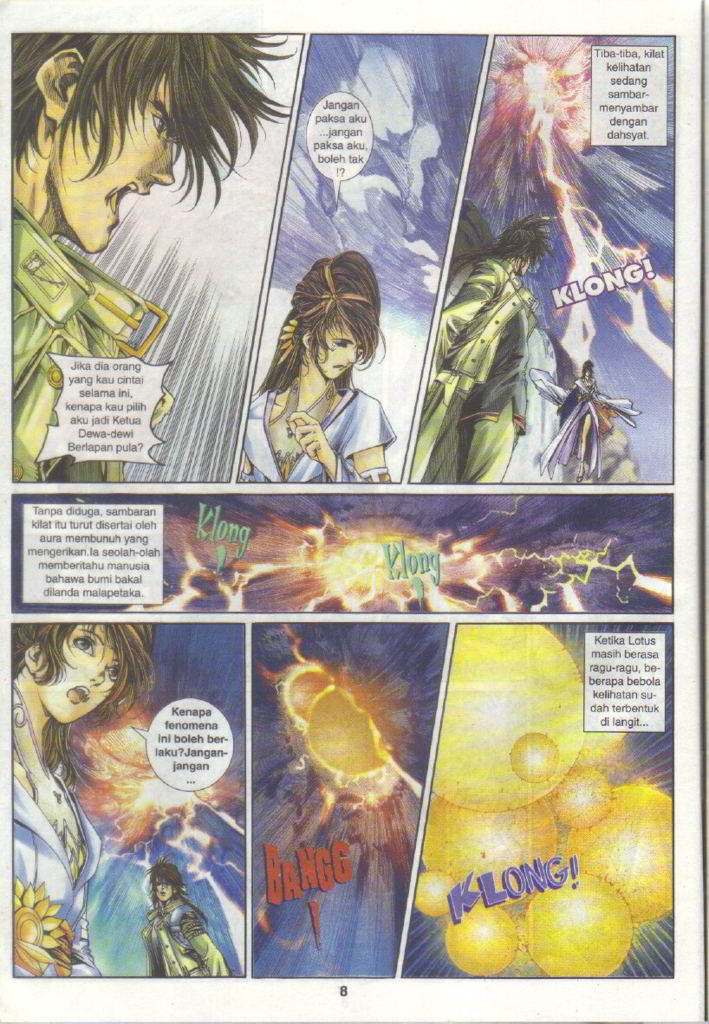 Jika dia orang
yang kau cintai
selama ini,
kenapa kau pilih
aku jadi Ketua
Dewa-dewi
Berlapan pula?
Jangan
paksa aku
...jangan
paksa aku,
boleh tak
!?
Tiba-tiba, kilat
kelihatan
sedang
sambar-
menyambar
dengan
dahsyat.
KLONG!
Tanpa diduga, sambaran
kilat itu turut disertai oleh
aura membunuh yang
mengerikan.Ia seolah-olah
memberitahu manusia
bahawa bumi bakal
dilanda malapetaka.
Klong
!
Klong
!
Kenapa
fenomena
ini boleh ber-
laku?Jangan-
jangan
...
BANGG
!
Ketika Lotus
masih berasa
ragu-ragu, be-
berapa bebola
kelihatan su-
dah terbentuk
di langit...
KLONG!
8